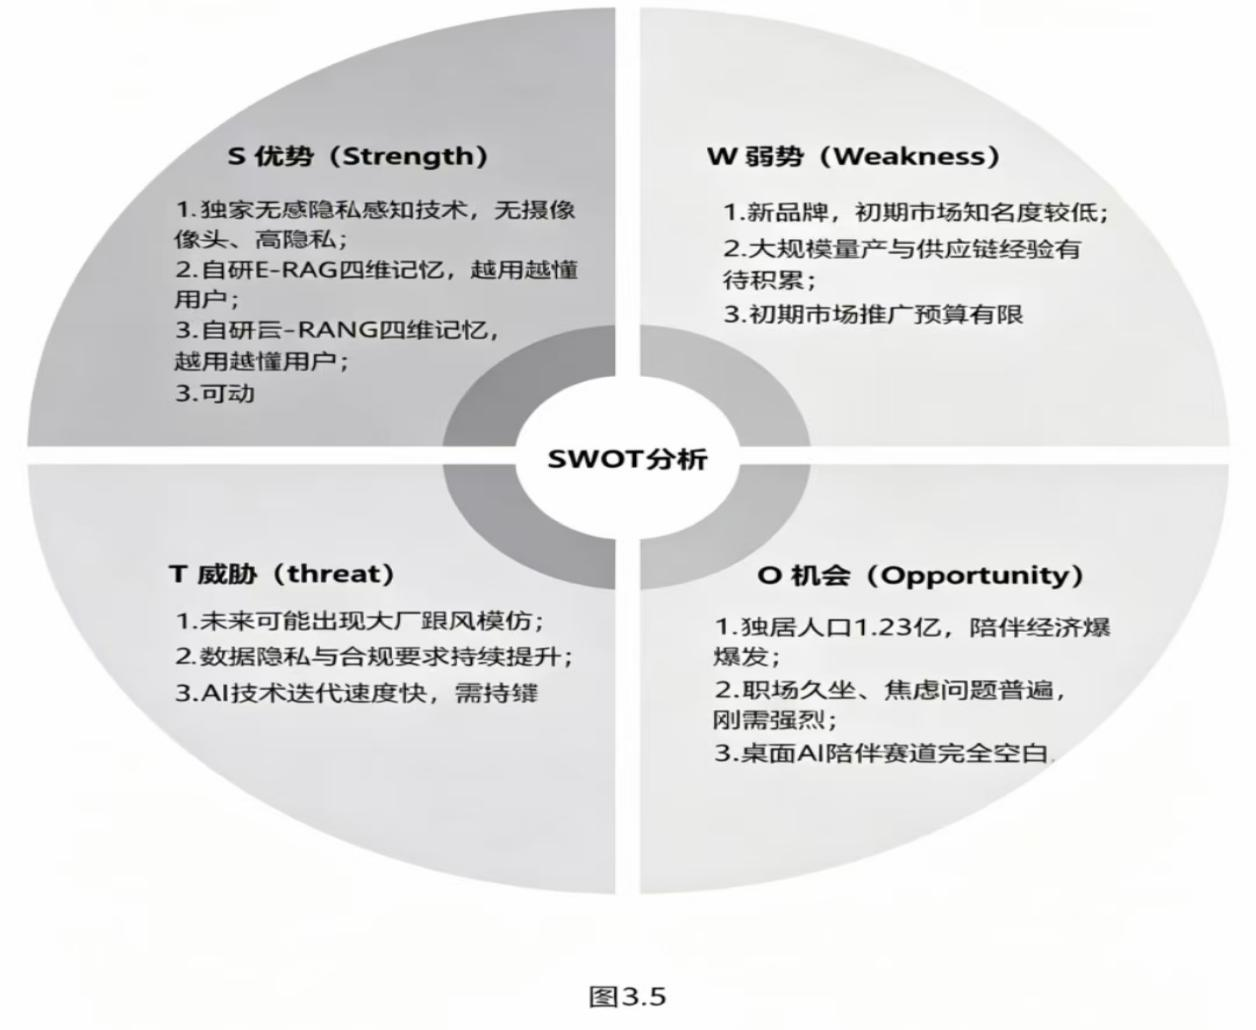 S 优势（Strength）
1.独家无感隐私感知技术，无摄像
像头、高隐私；
2.自研E-RAG四维记忆，越用越懂
用户；
3.自研-RANG四维记忆，
越用越懂用户；
3.可动
W 弱势（Weakness）
1.新品牌，初期市场知名度较低；
2.大规模量产与供应链经验有
待积累；
3.初期市场推广预算有限
SWOT分析
T 威胁（threat）
1.未来可能出现大厂跟风模仿；
2.数据隐私与合规要求持续提升；
3.AI技术迭代速度快，需持
O 机会（Opportunity）
1.独居人口1.23亿，陪伴经济爆
爆发；
2.职场久坐、焦虑问题普遍，
刚需强烈；
3.桌面AI陪伴赛道完全空白.
图3.5